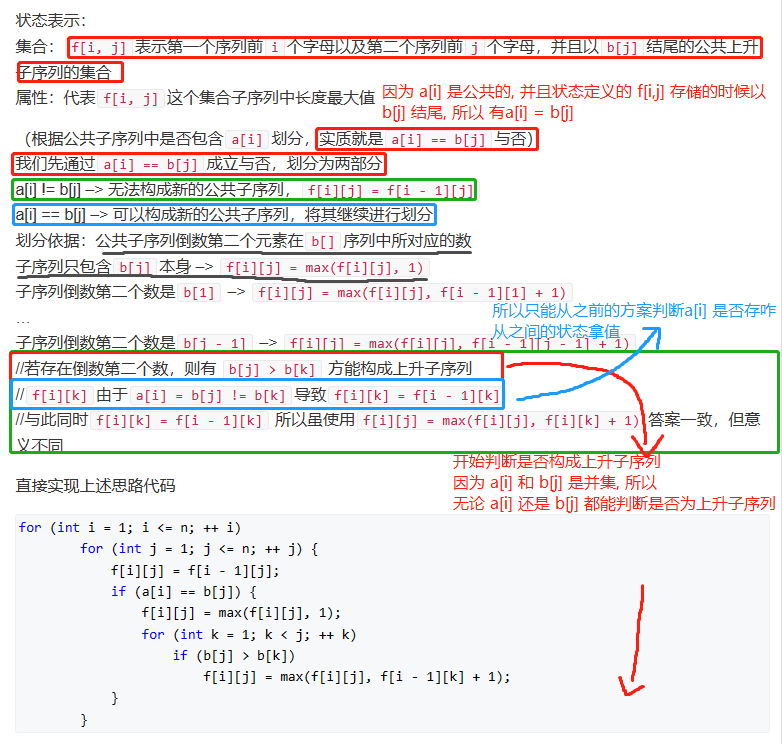 状态表示：
集合： f[i, j] 表示第一个序列前 i 个字母以及第二个序列前 j 个字母，并且以 b[j] 结尾的公共上升
子序列的集合
属性：代表 f[i, j] 这个集合子序列中长度最大值
因为 a[i] 是公共的, 并且状态定义的 f[i,j] 存储的时候以
b[j] 结尾, 所以 有a[i] = b[j]
（根据公共子序列中是否包含 a[i] 划分，实质就是 a[i] == b[j] 与否）
我们先通过 a[i] == b[j] 成立与否，划分为两部分
a[i] != b[j] –> 无法构成新的公共子序列， f[i][j] = f[i - 1][j]
a[i] == b[j] –> 可以构成新的公共子序列，将其继续进行划分
划分依据：公共子序列倒数第二个元素在 b[] 序列中所对应的数
子序列只包含 b[j] 本身 –> f[i][j] = max(f[i][j], 1)
子序列倒数第二个数是 b[1] –> f[i][j] = max(f[i][j], f[i - 1][1] + 1)
所以只能从之前的方案判断a[i] 是否存咋
从之间的状态拿值
…
子序列倒数第二个数是 b[j - 1] –> f[i][j] = max(f[i][j], f[i - 1][j - 1] + 1)
//若存在倒数第二个数，则有 b[j] > b[k] 方能构成上升子序列
// f[i][k] 由于 a[i] = b[j] != b[k] 导致 f[i][k] = f[i - 1][k]
//与此同时 f[i][k] = f[i - 1][k] 所以虽使用 f[i][j] = max(f[i][j], f[i][k] + 1) 答案一致，但意
义不同
开始判断是否构成上升子序列
因为 a[i] 和 b[j] 是并集, 所以
无论 a[i] 还是 b[j] 都能判断是否为上升子序列
直接实现上述思路代码
for (int i = 1; i <= n; ++ i)
for (int j = 1; j <= n; ++ j) {
f[i][j] = f[i - 1][j];
if (a[i] == b[j]) {
f[i][j] = max(f[i][j], 1);
for (int k = 1; k < j; ++ k)
if (b[j] > b[k])
f[i][j] = max(f[i][j], f[i - 1][k] + 1);
}
}